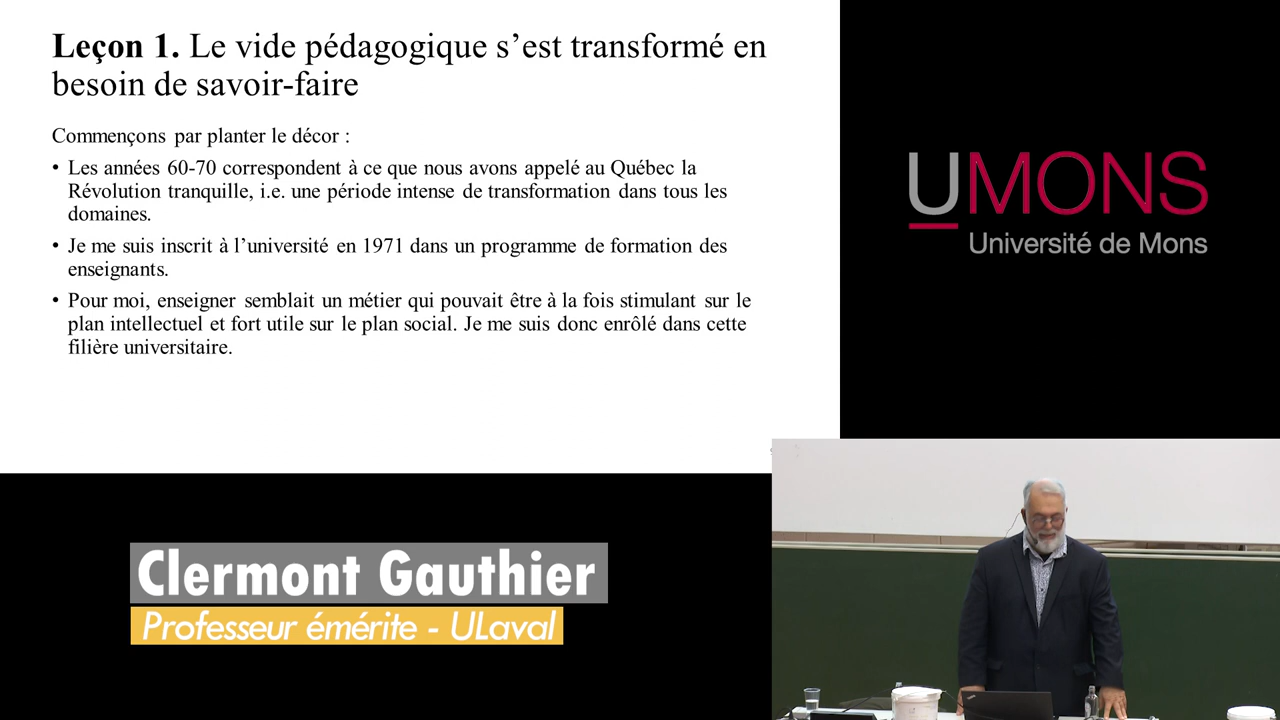 Leçon 1. Le vide pédagogique s’est transformé en
besoin de savoir-faire
Commençons par planter le décor :
• Les années 60-70 correspondent à ce que nous avons appelé au Québec la
Révolution tranquille, i.e. une période intense de transformation dans tous les
domaines.
• Je me suis inscrit à l’université en 1971 dans un programme de formation des
enseignants.
• Pour moi, enseigner semblait un métier qui pouvait être à la fois stimulant sur le
plan intellectuel et fort utile sur le plan social. Je me suis donc enrôlé dans cette
filière universitaire.
UMONS
Université de Mons
Clermont Gauthier
Professeur émérite - ULaval